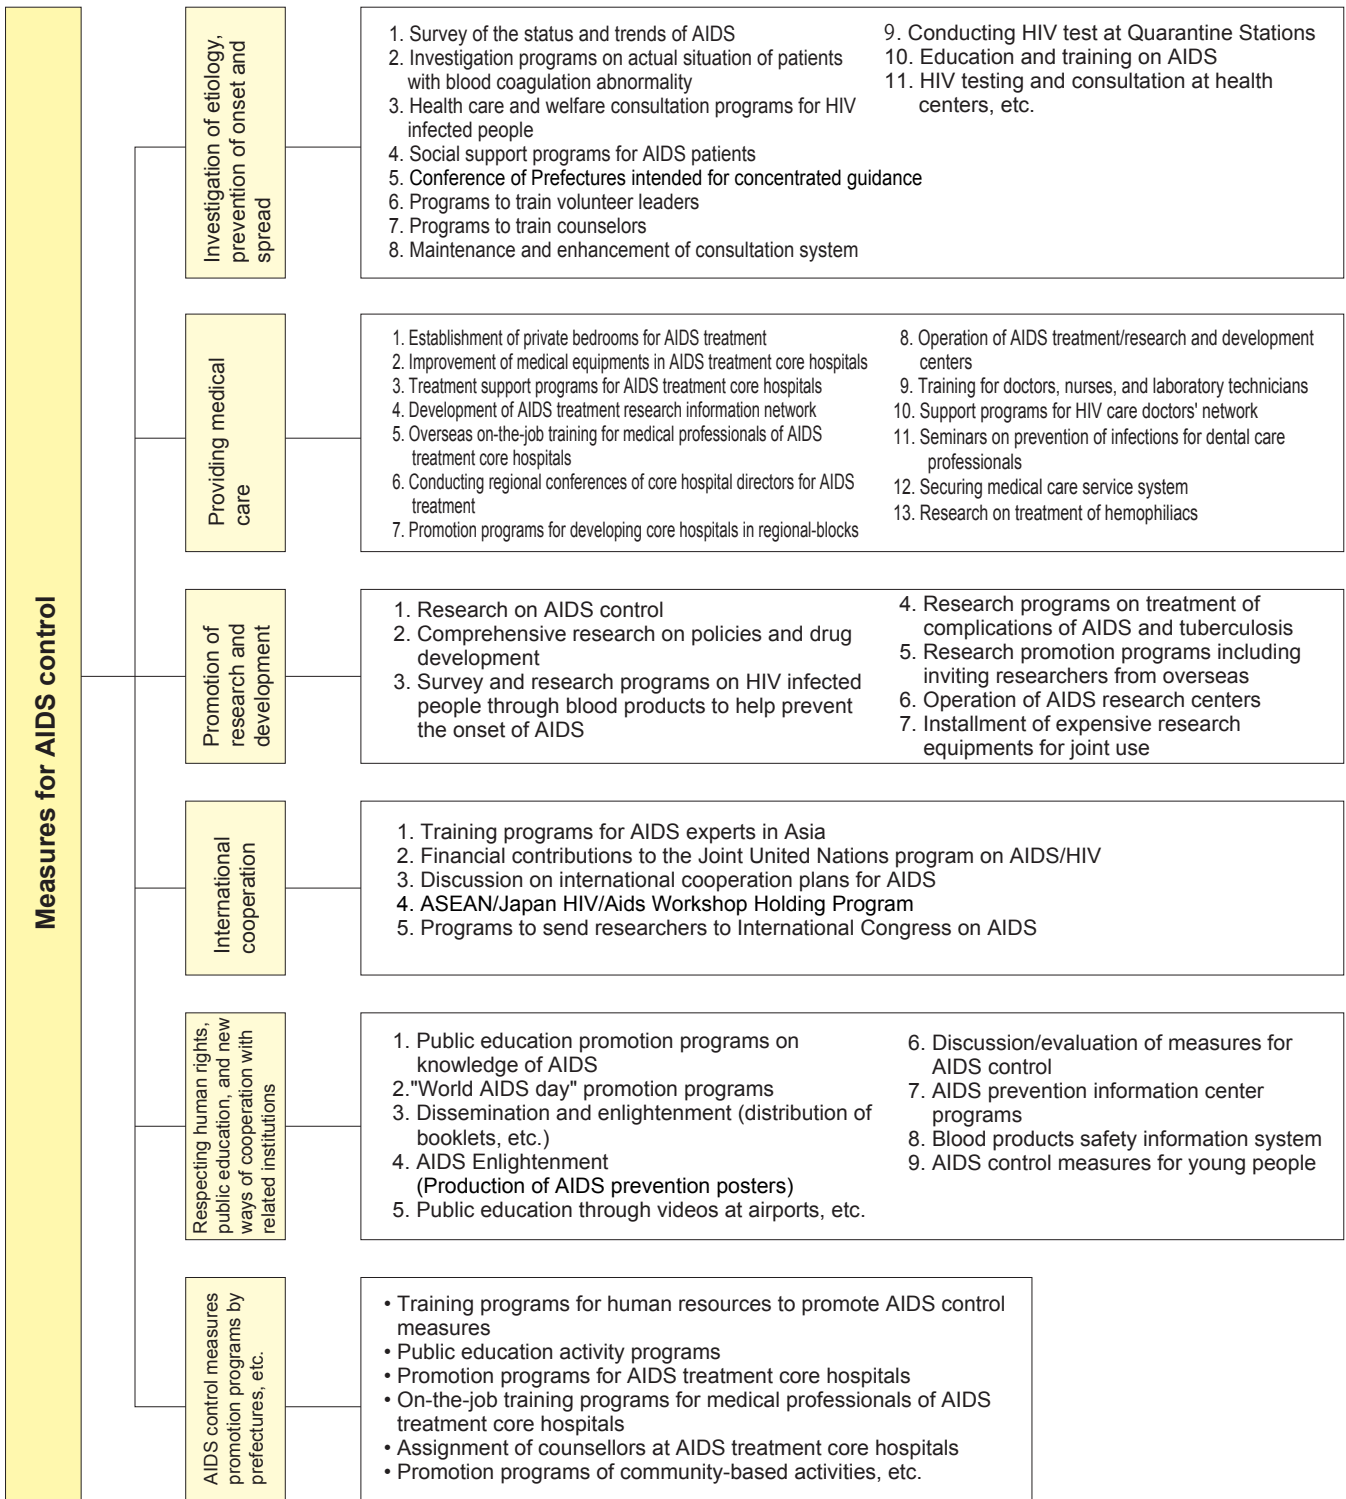 Measures for AIDS control
Investigation of etiology,
prevention of onset and
spread
1. Survey of the status and trends of AIDS
2. Investigation programs on actual situation of patients
with blood coagulation abnormality
3. Health care and welfare consultation programs for HIV
infected people
4. Social support programs for AIDS patients
5. Conference of Prefectures intended for concentrated guidance
6. Programs to train volunteer leaders
7. Programs to train counselors
8. Maintenance and enhancement of consultation system
9. Conducting HIV test at Quarantine Stations
10. Education and training on AIDS
11. HIV testing and consultation at health
centers, etc.
Providing medical
care
1. Establishment of private bedrooms for AIDS treatment
2. Improvement of medical equipments in AIDS treatment core hospitals
3. Treatment support programs for AIDS treatment core hospitals
4. Development of AIDS treatment research information network
5. Overseas on-the-job training for medical professionals of AIDS
treatment core hospitals
6. Conducting regional conferences of core hospital directors for AIDS
treatment
7. Promotion programs for developing core hospitals in regional-blocks
8. Operation of AIDS treatment/research and development
centers
9. Training for doctors, nurses, and laboratory technicians
10. Support programs for HIV care doctors' network
11. Seminars on prevention of infections for dental care
professionals
12. Securing medical care service system
13. Research on treatment of hemophiliacs
Promotion of
research and
development
1. Research on AIDS control
2. Comprehensive research on policies and drug
development
3. Survey and research programs on HIV infected
people through blood products to help prevent
the onset of AIDS
4. Research programs on treatment of
complications of AIDS and tuberculosis
5. Research promotion programs including
inviting researchers from overseas
6. Operation of AIDS research centers
7. Installment of expensive research
equipments for joint use
International
cooperation
1. Training programs for AIDS experts in Asia
2. Financial contributions to the Joint United Nations program on AIDS/HIV
3. Discussion on international cooperation plans for AIDS
4. ASEAN/Japan HIV/Aids Workshop Holding Program
5. Programs to send researchers to International Congress on AIDS
Respecting human rights,
public education, and new
ways of cooperation with
related institutions
1. Public education promotion programs on
knowledge of AIDS
2."World AIDS day" promotion programs
3. Dissemination and enlightenment (distribution of
booklets, etc.)
4. AIDS Enlightenment
(Production of AIDS prevention posters)
5. Public education through videos at airports, etc.
6. Discussion/evaluation of measures for
AIDS control
7. AIDS prevention information center
programs
8. Blood products safety information system
9. AIDS control measures for young people
AIDS control measures
promotion programs by
prefectures, etc.
• Training programs for human resources to promote AIDS control
measures
• Public education activity programs
• Promotion programs for AIDS treatment core hospitals
• On-the-job training programs for medical professionals of AIDS
treatment core hospitals
• Assignment of counsellors at AIDS treatment core hospitals
• Promotion programs of community-based activities, etc.